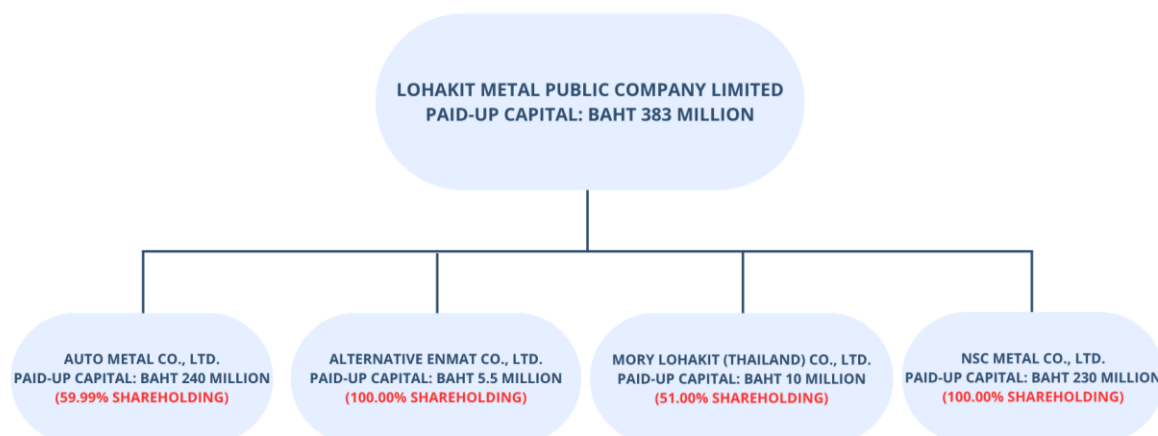 LOHAKIT METAL PUBLIC COMPANY LIMITED
PAID-UP CAPITAL: BAHT 383 MILLION
AUTO METAL CO., LTD.
PAID-UP CAPITAL: BAHT 240 MILLION
(59.99% SHAREHOLDING)
ALTERNATIVE ENMAT CO., LTD.
PAID-UP CAPITAL: BAHT 5.5 MILLION
(100.00% SHAREHOLDING)
MORY LOHAKIT (THAILAND) CO., LTD.
PAID-UP CAPITAL: BAHT 10 MILLION
(51.00% SHAREHOLDING)
NSC METAL CO., LTD.
PAID-UP CAPITAL: BAHT 230 MILLION
(100.00% SHAREHOLDING)